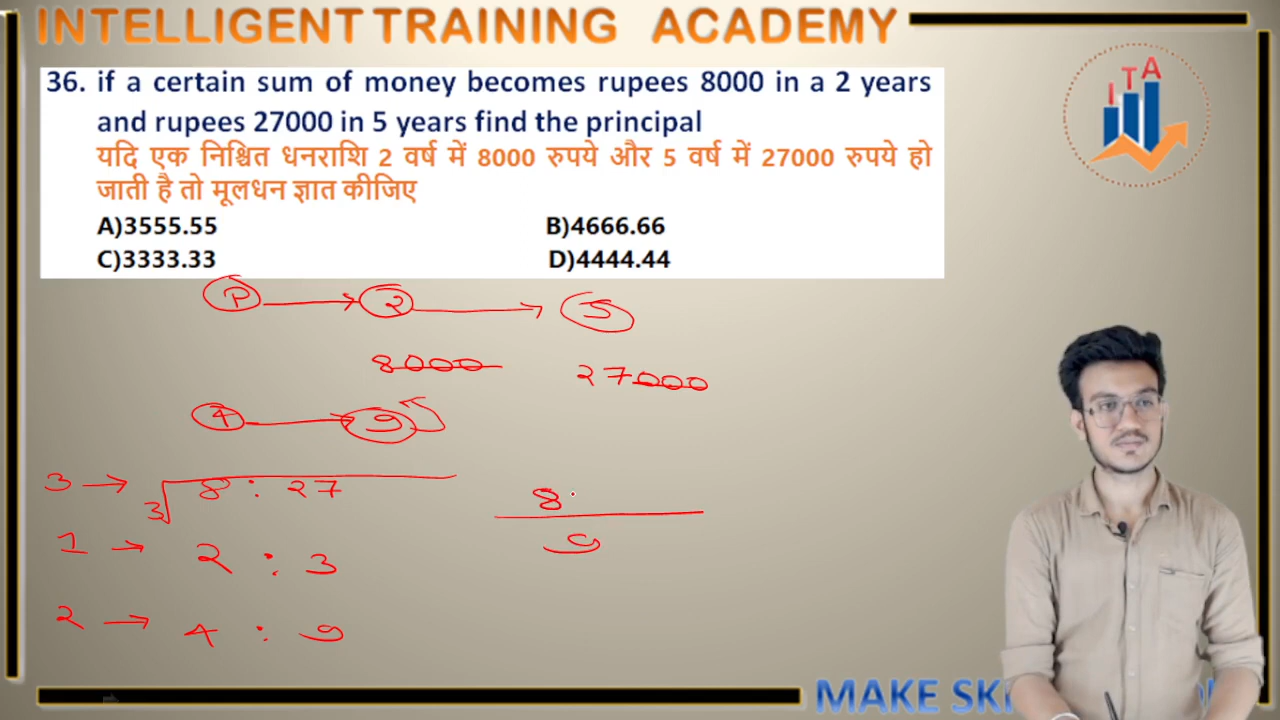 INTELLIGENT TRAINING ACADEMY
ITA
36. if a certain sum of money becomes rupees 8000 in a 2 years
and rupees 27000 in 5 years find the principal
यदि एक निश्चित धनराशि 2 वर्ष में 8000 रुपये और 5 वर्ष में 27000 रुपये हो
जाती है तो मूलधन ज्ञात कीजिए
A)3555.55 B)4666.66
C)3333.33 D)4444.44
P → 2 → 5
8000 27000
4 → 9
3 → 3√8 : 27
8
9
1 → 2 : 3
2 → 4 : 9
MAKE